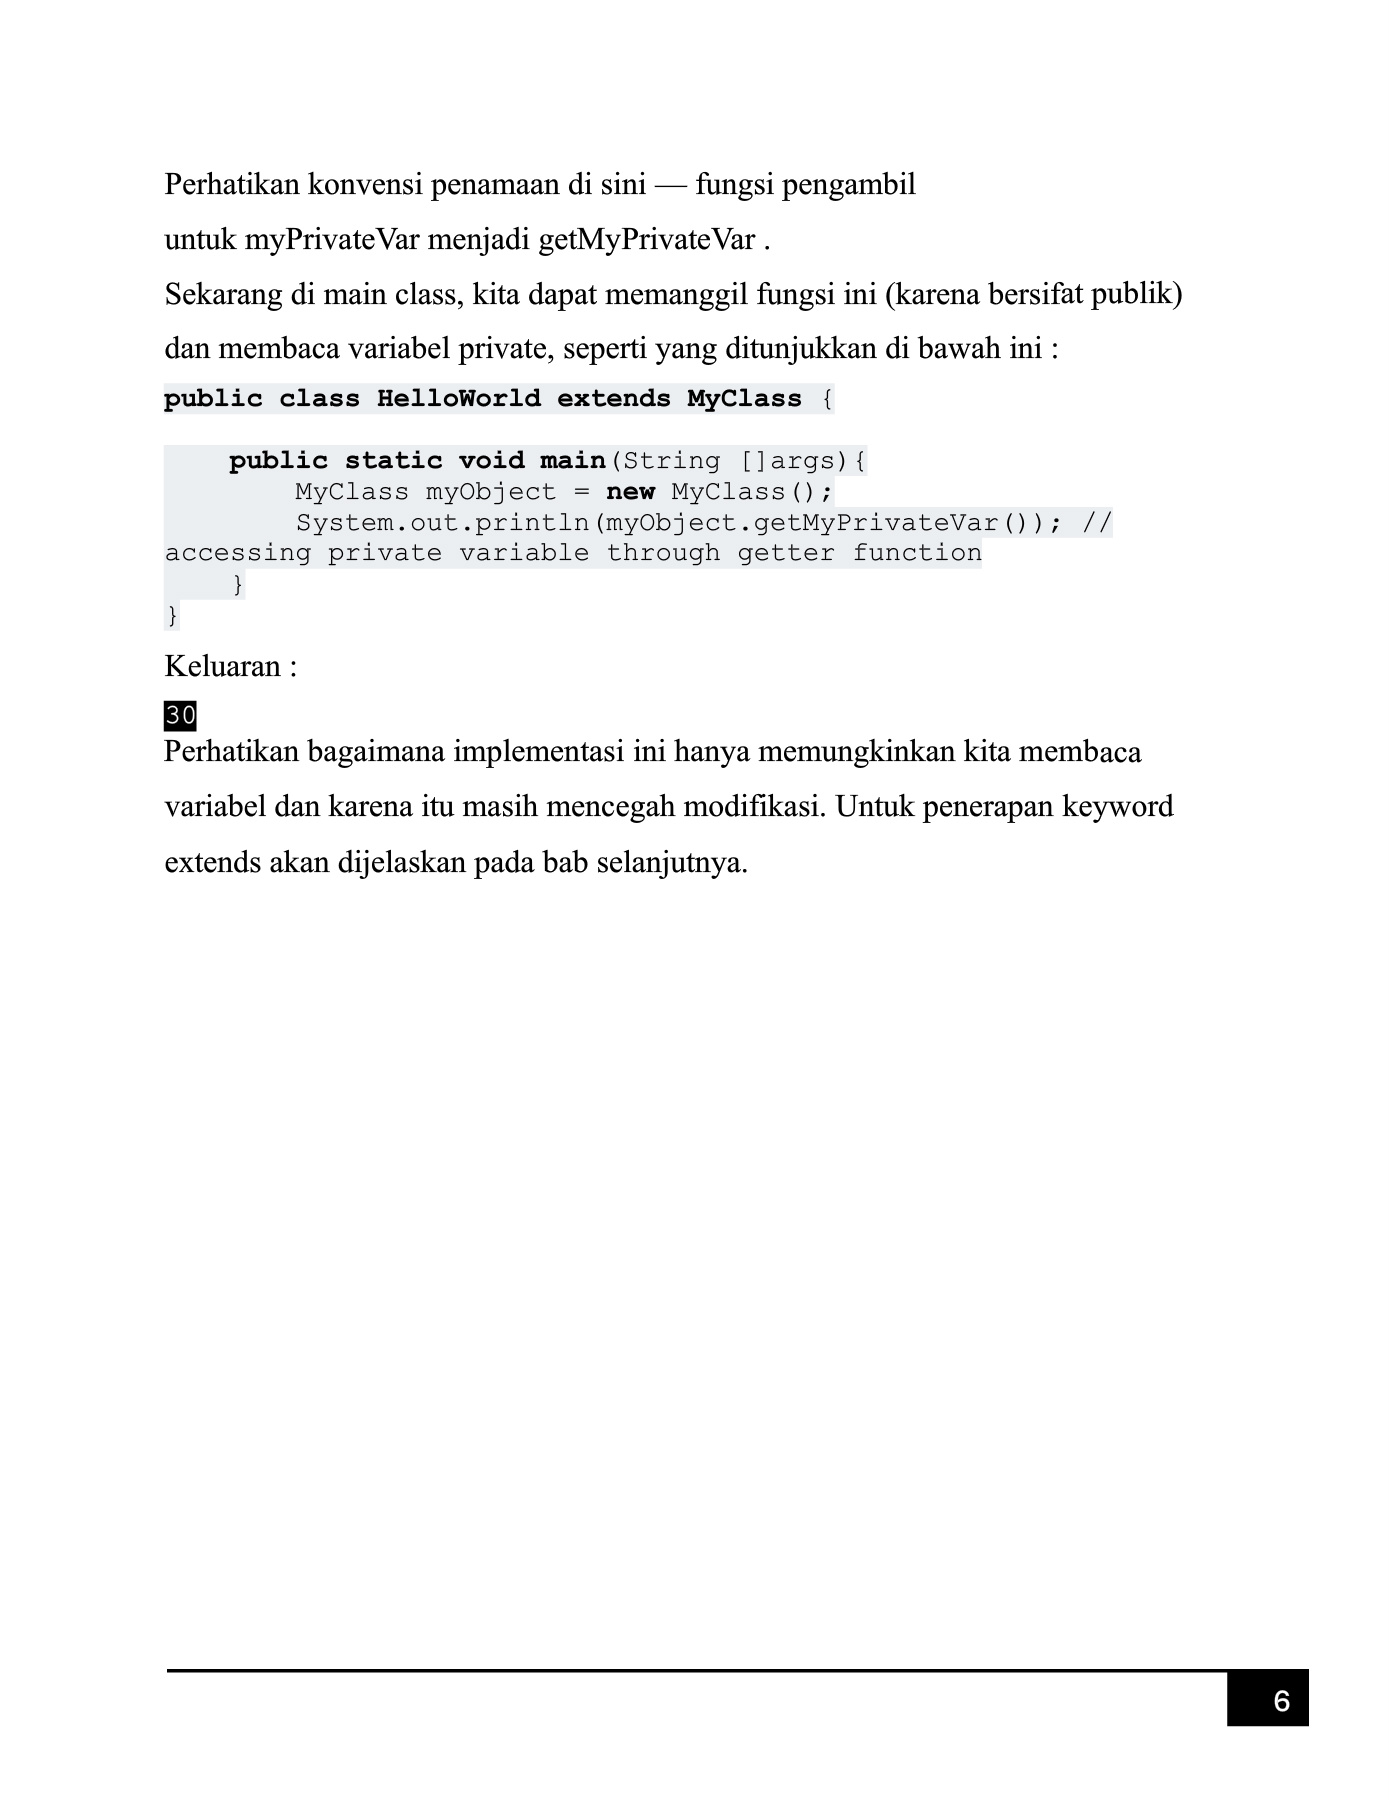 Perhatikan konvensi penamaan di sini — fungsi pengambil
untuk myPrivateVar menjadi getMyPrivateVar .
Sekarang di main class, kita dapat memanggil fungsi ini (karena bersifat publik)
dan membaca variabel private, seperti yang ditunjukkan di bawah ini :
public class HelloWorld extends MyClass {
    public static void main(String []args){
        MyClass myObject = new MyClass();
        System.out.println(myObject.getMyPrivateVar()); //
accessing private variable through getter function
    }
}
Keluaran :
30
Perhatikan bagaimana implementasi ini hanya memungkinkan kita membaca
variabel dan karena itu masih mencegah modifikasi. Untuk penerapan keyword
extends akan dijelaskan pada bab selanjutnya.
6